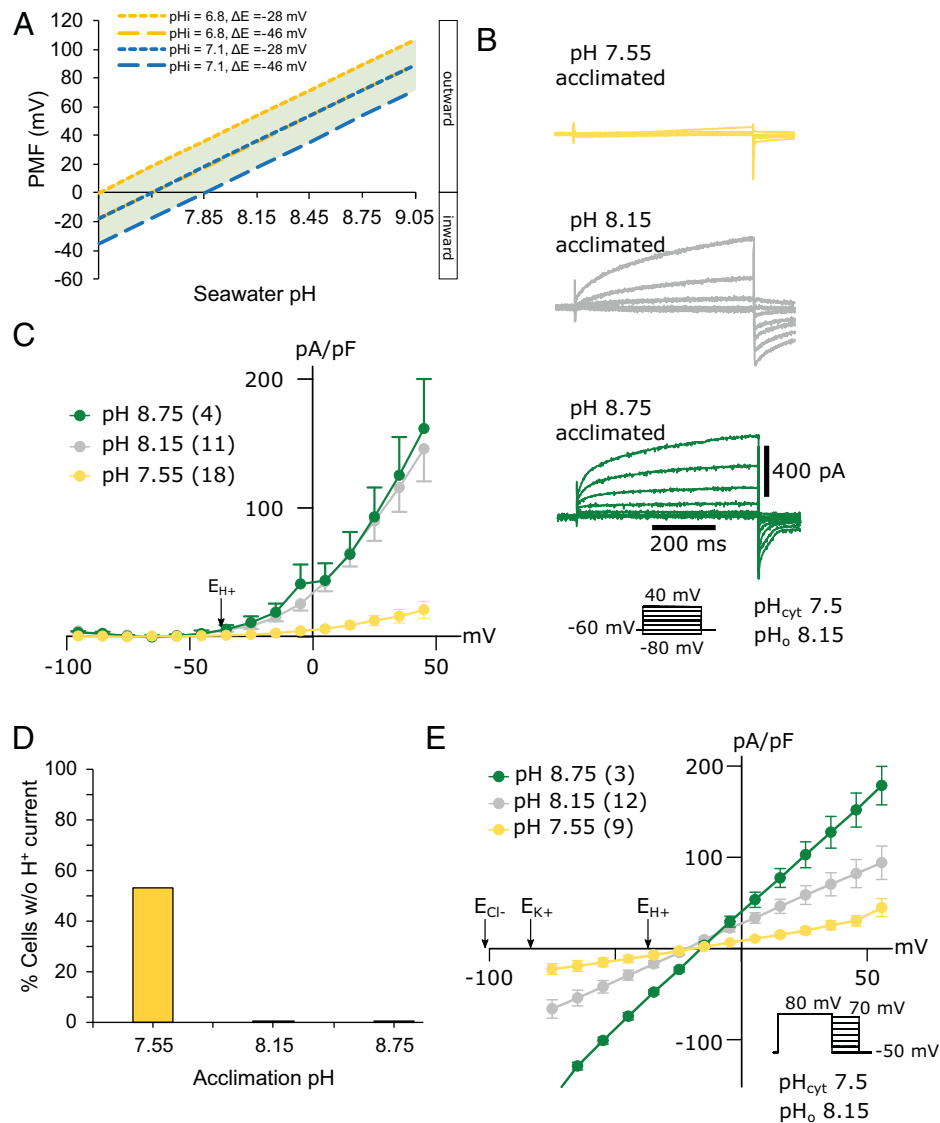 A
120
100
80
60
40
20
0
-20
-40
-60
PMF (mV)
pHi = 6.8, ΔE=-28 mV
pHi = 6.8, ΔE=-46 mV
pHi = 7.1, ΔE=-28 mV
pHi = 7.1, ΔE=-46 mV
7.85 8.15 8.45 8.75 9.05
outward
inward
Seawater pH
B
pH 7.55
acclimated
pH 8.15
acclimated
pH 8.75
acclimated
400 pA
200 ms
40 mV
-60 mV
-80 mV
pHcyt 7.5
pHo 8.15
C
pA/pF
200
100
pH 8.75 (4)
pH 8.15 (11)
pH 7.55 (18)
EH+
mV
-100 -50 0 50
D
100
80
60
40
20
0
% Cells w/o H+ current
7.55 8.15 8.75
Acclimation pH
E
pA/pF
200
100
-100
pH 8.75 (3)
pH 8.15 (12)
pH 7.55 (9)
ECl- EK+ EH+
mV
-100 50
80 mV 70 mV
-50 mV
pHcyt 7.5
pHo 8.15